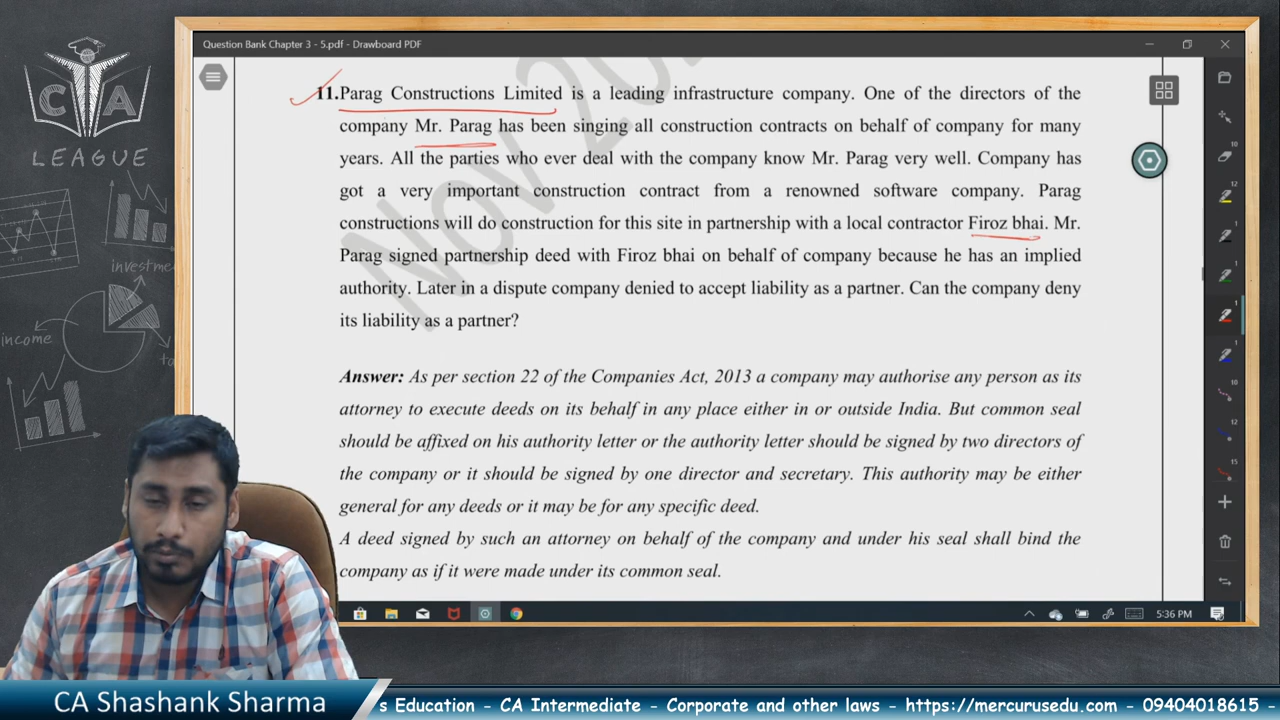 Question Bank Chapter 3 - 5.pdf - Drawboard PDF
CA
LEAGUE
investme
income
to
Nov 20
11. Parag Constructions Limited is a leading infrastructure company. One of the directors of the
company Mr. Parag has been singing all construction contracts on behalf of company for many
years. All the parties who ever deal with the company know Mr. Parag very well. Company has
got a very important construction contract from a renowned software company. Parag
constructions will do construction for this site in partnership with a local contractor Firoz bhai. Mr.
Parag signed partnership deed with Firoz bhai on behalf of company because he has an implied
authority. Later in a dispute company denied to accept liability as a partner. Can the company deny
its liability as a partner?
Answer: As per section 22 of the Companies Act, 2013 a company may authorise any person as its
attorney to execute deeds on its behalf in any place either in or outside India. But common seal
should be affixed on his authority letter or the authority letter should be signed by two directors of
the company or it should be signed by one director and secretary. This authority may be either
general for any deeds or it may be for any specific deed.
A deed signed by such an attorney on behalf of the company and under his seal shall bind the
company as if it were made under its common seal.
10
12
1
1
1
1
10
12
15
5:36 PM
CA Shashank Sharma
s Education - CA Intermediate - Corporate and other laws - https://mercurusedu.com - 09404018615 -